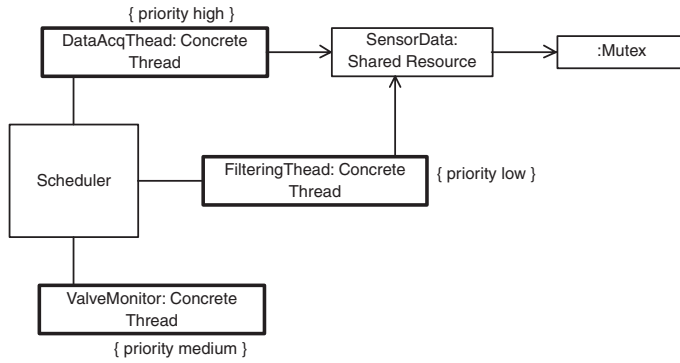 { priority high }
DataAcqThead: Concrete
Thread
SensorData:
Shared Resource
:Mutex
Scheduler
FilteringThead: Concrete
Thread
{ priority low }
ValveMonitor: Concrete
Thread
{ priority medium }